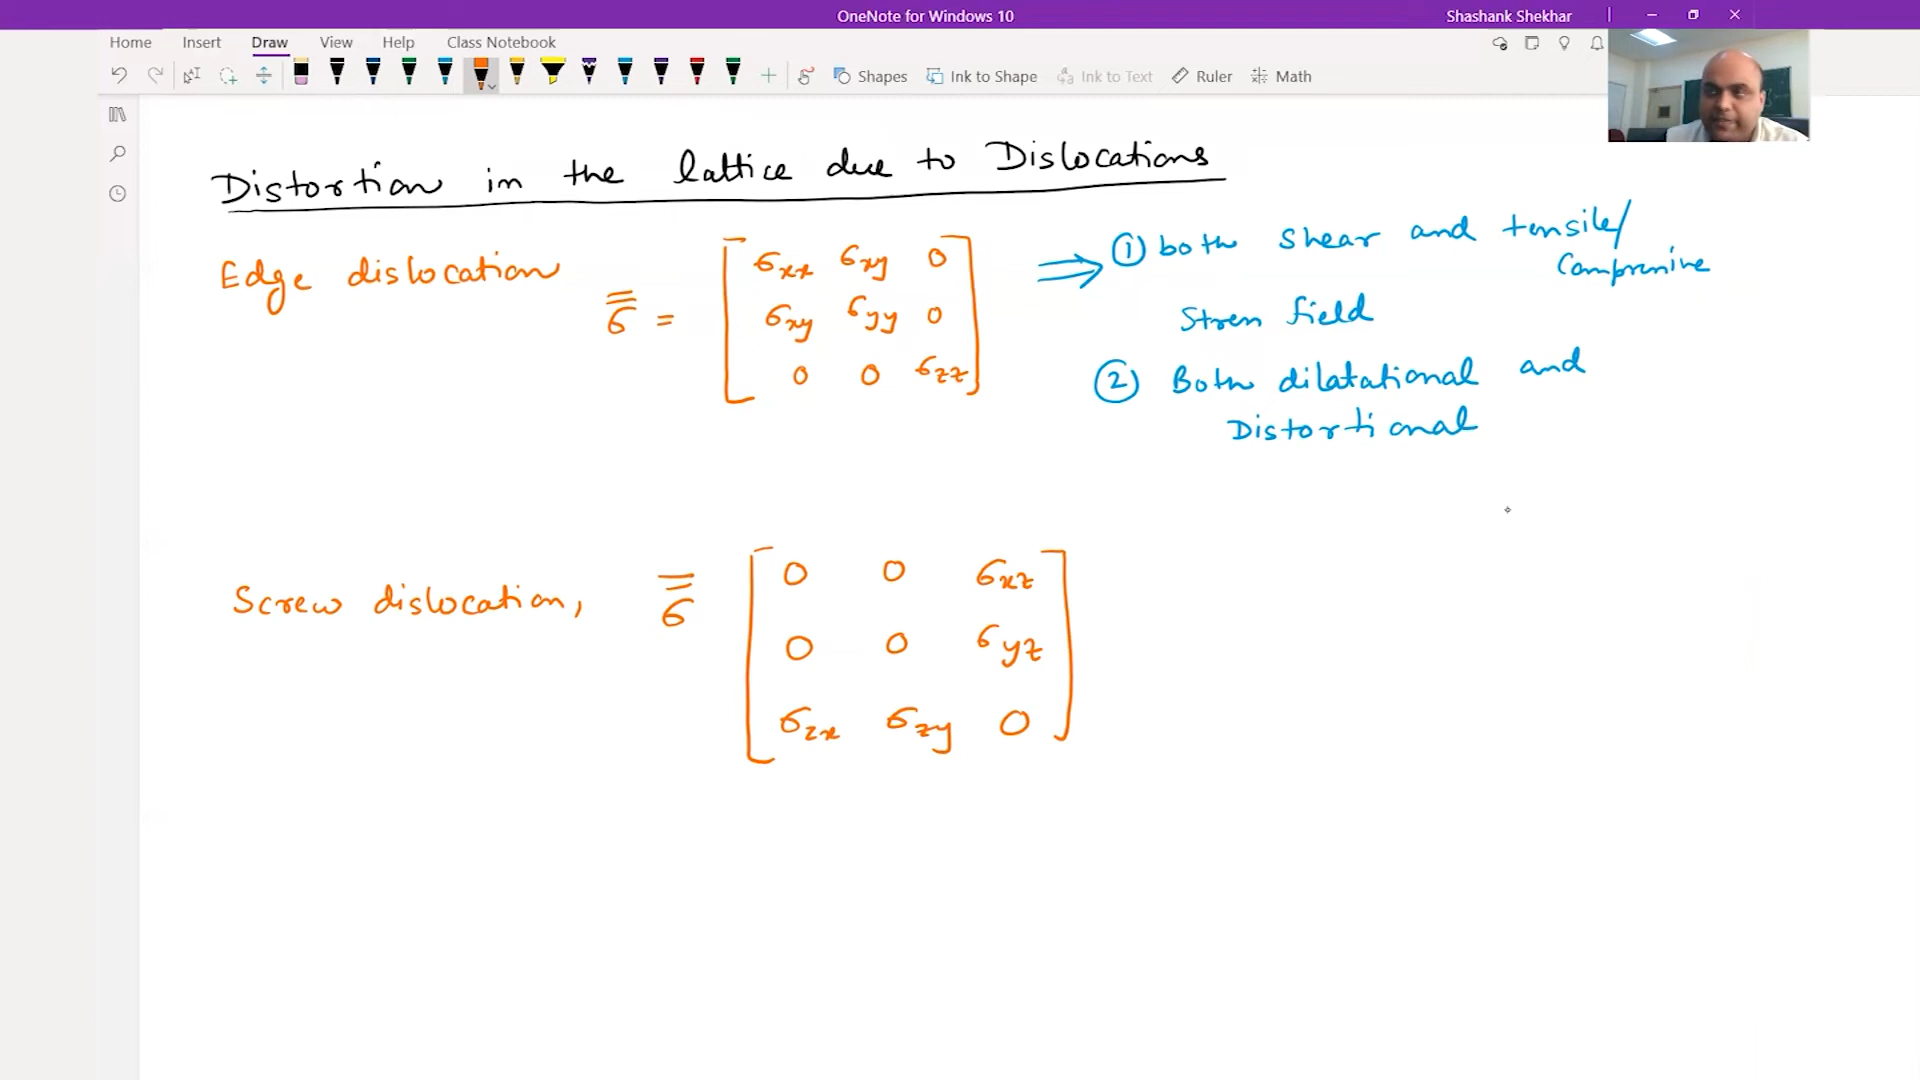 OneNote for Windows 10
Shashank Shekhar
Home Insert Draw View Help Class Notebook
Shapes Ink to Shape Ink to Text Ruler Math
Distortion in the lattice due to Dislocations
Edge dislocation
σ = [σxx σxy 0
σxy σyy 0
0 0 σzz]
⇒ ① both shear and tensile/
Compressive
Stress field
② Both dilatational and
Distortional
Screw dislocation, σ [0 0 σxz
0 0 σyz
σzx σzy 0]